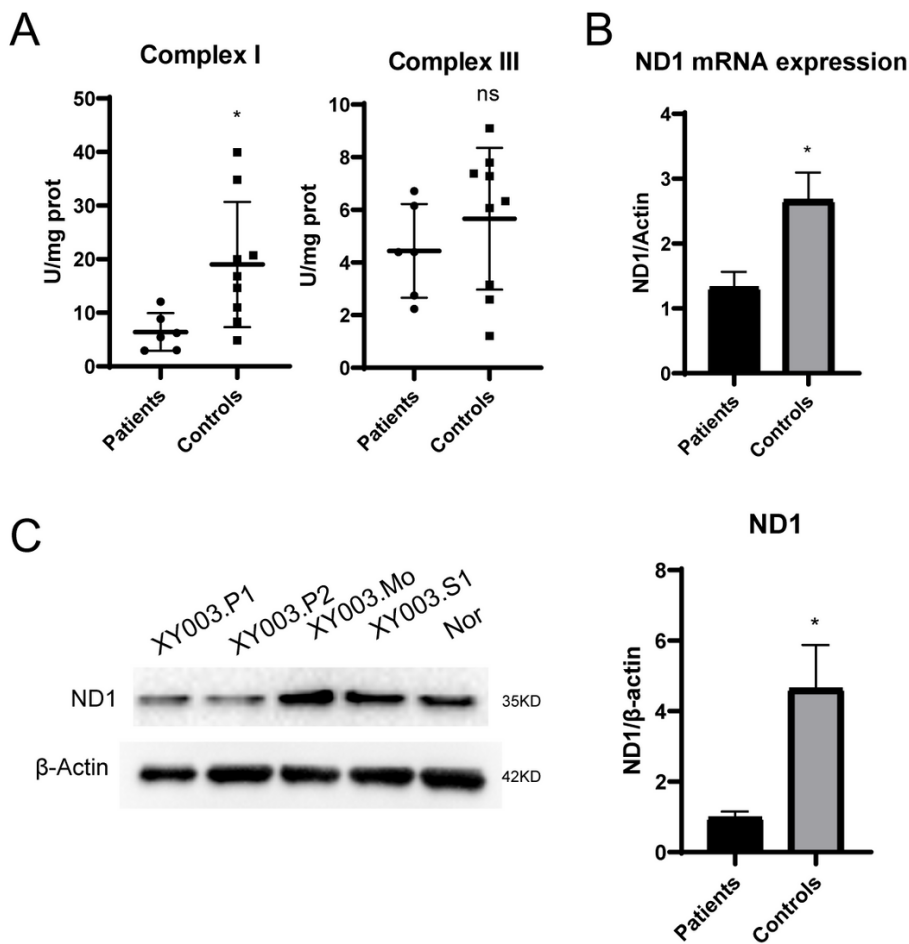 A
Complex I
U/mg prot
50
40
30
20
10
0
*
Patients
Controls
Complex III
ns
U/mg prot
10
8
6
4
2
0
Patients
Controls
B
ND1 mRNA expression
ND1/Actin
4
3
2
1
0
*
Patients
Controls
C
XY003.P1
XY003.P2
XY003.Mo
XY003.S1
Nor
ND1
35KD
β-Actin
42KD
ND1
ND1/β-actin
8
6
4
2
0
*
Patients
Controls